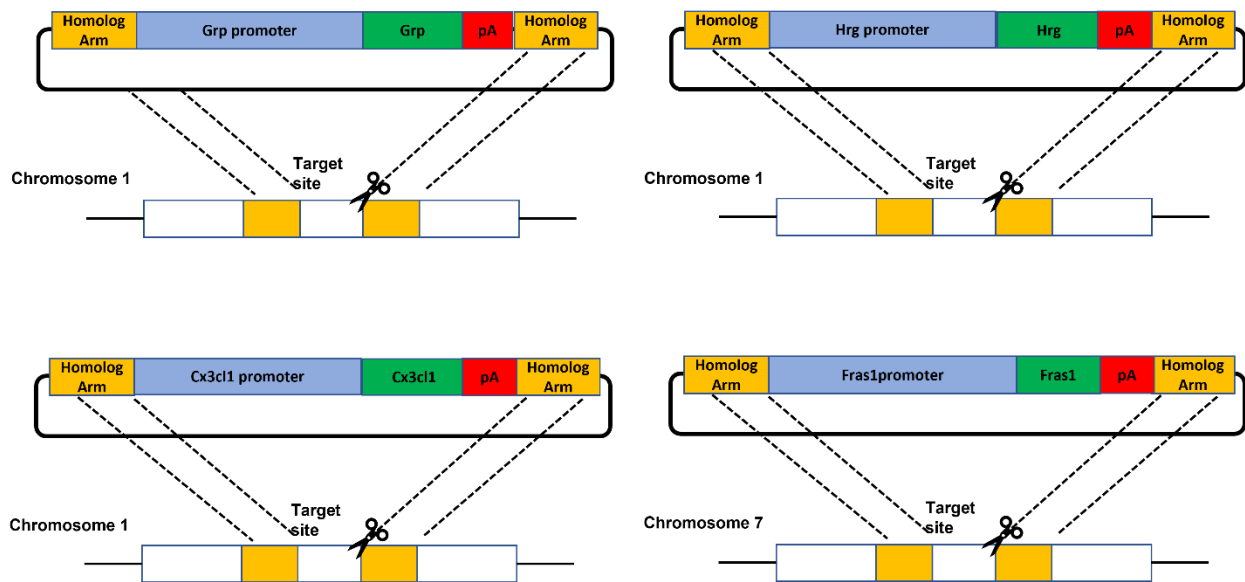 Homolog
Arm
Grp promoter
Grp
pA
Homolog
Arm
Target
site
Chromosome 1
Homolog
Arm
Hrg promoter
Hrg
pA
Homolog
Arm
Target
site
Chromosome 1
Homolog
Arm
Cx3cl1 promoter
Cx3cl1
pA
Homolog
Arm
Target
site
Chromosome 1
Homolog
Arm
Fras1promoter
Fras1
pA
Homolog
Arm
Target
site
Chromosome 7